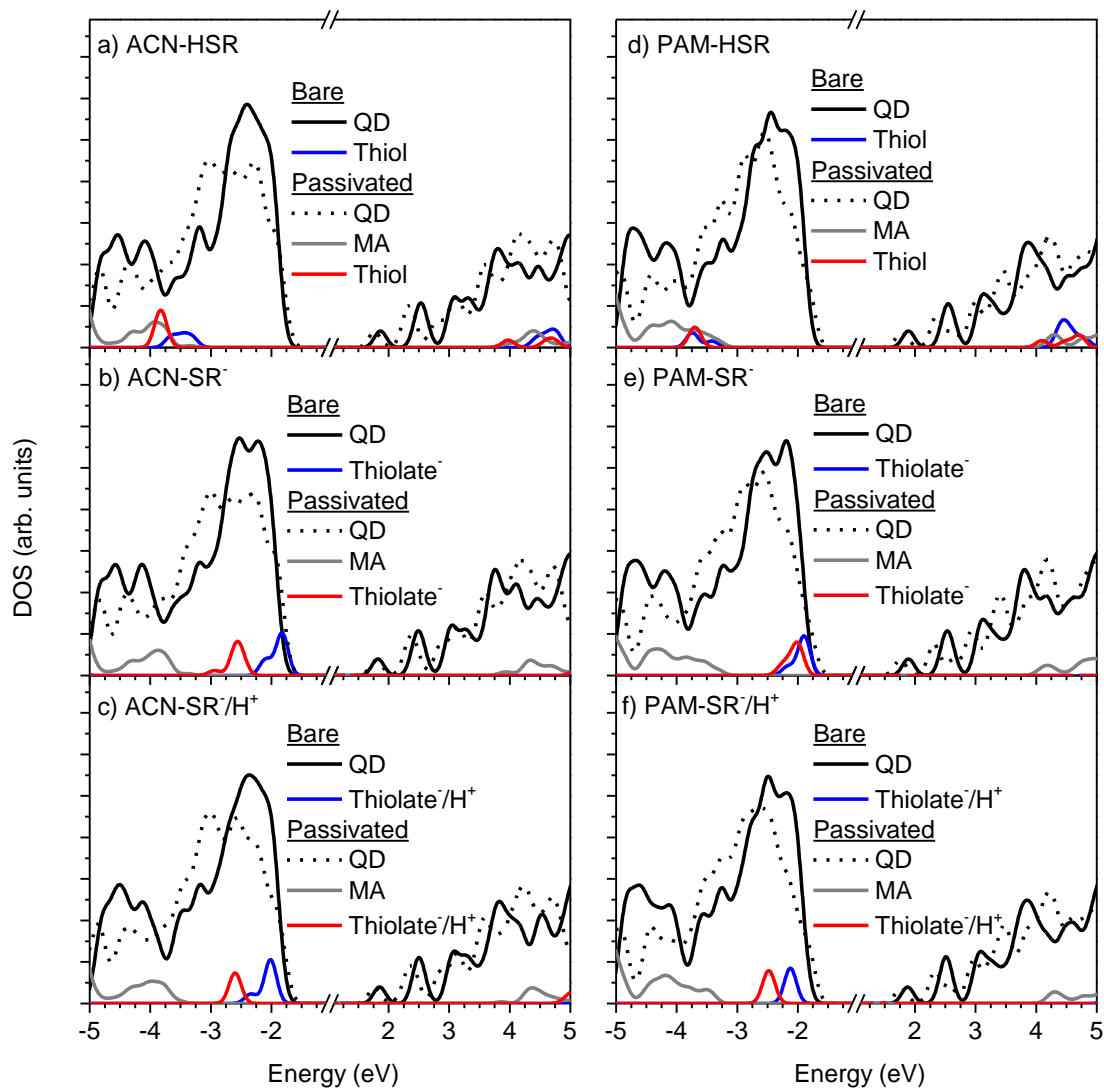 a) ACN-HSR
Bare
QD
Thiol
Passivated
QD
MA
Thiol
d) PAM-HSR
Bare
QD
Thiol
Passivated
QD
MA
Thiol
b) ACN-SR⁻
Bare
QD
Thiolate⁻
Passivated
QD
MA
Thiolate⁻
e) PAM-SR⁻
Bare
QD
Thiolate⁻
Passivated
QD
MA
Thiolate⁻
c) ACN-SR⁻/H⁺
Bare
QD
Thiolate⁻/H⁺
Passivated
QD
MA
Thiolate⁻/H⁺
f) PAM-SR⁻/H⁺
Bare
QD
Thiolate⁻/H⁺
Passivated
QD
MA
Thiolate⁻/H⁺
DOS (arb. units)
-5 -4 -3 -2 2 3 4 5
-5 -4 -3 -2 2 3 4 5
Energy (eV)
Energy (eV)